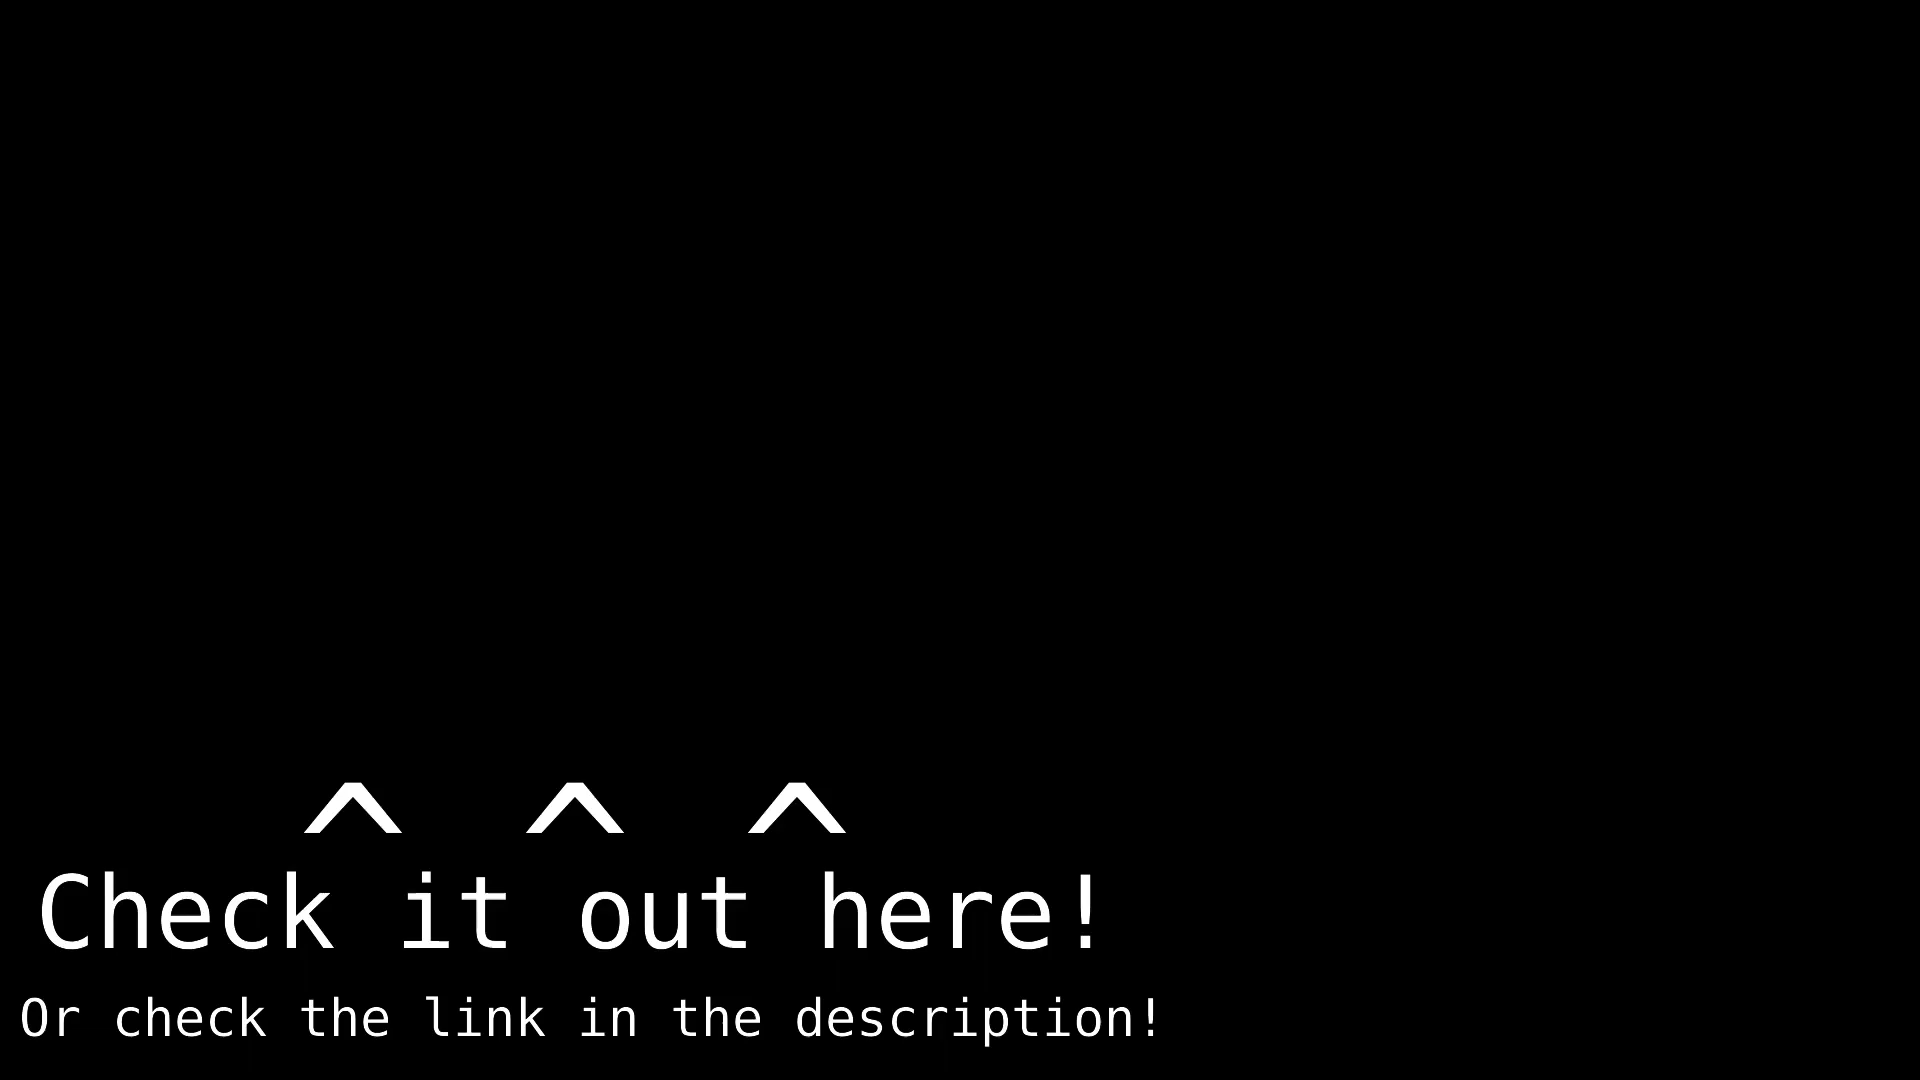 ^ ^ ^
Check it out here!
Or check the link in the description!